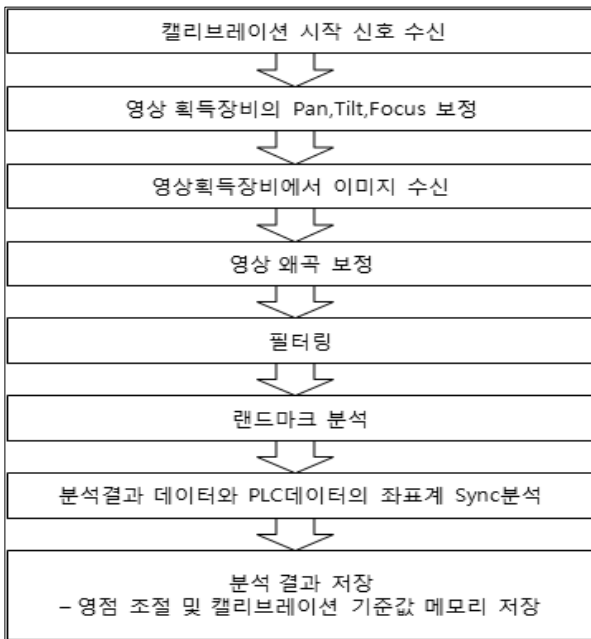 캘리브레이션 시작 신호 수신
영상 획득장비의 Pan,Tilt,Focus 보정
영상획득장비에서 이미지 수신
영상 왜곡 보정
필터링
랜드마크 분석
분석결과 데이터와 PLC데이터의 좌표계 Sync분석
분석 결과 저장
– 영점 조절 및 캘리브레이션 기준값 메모리 저장